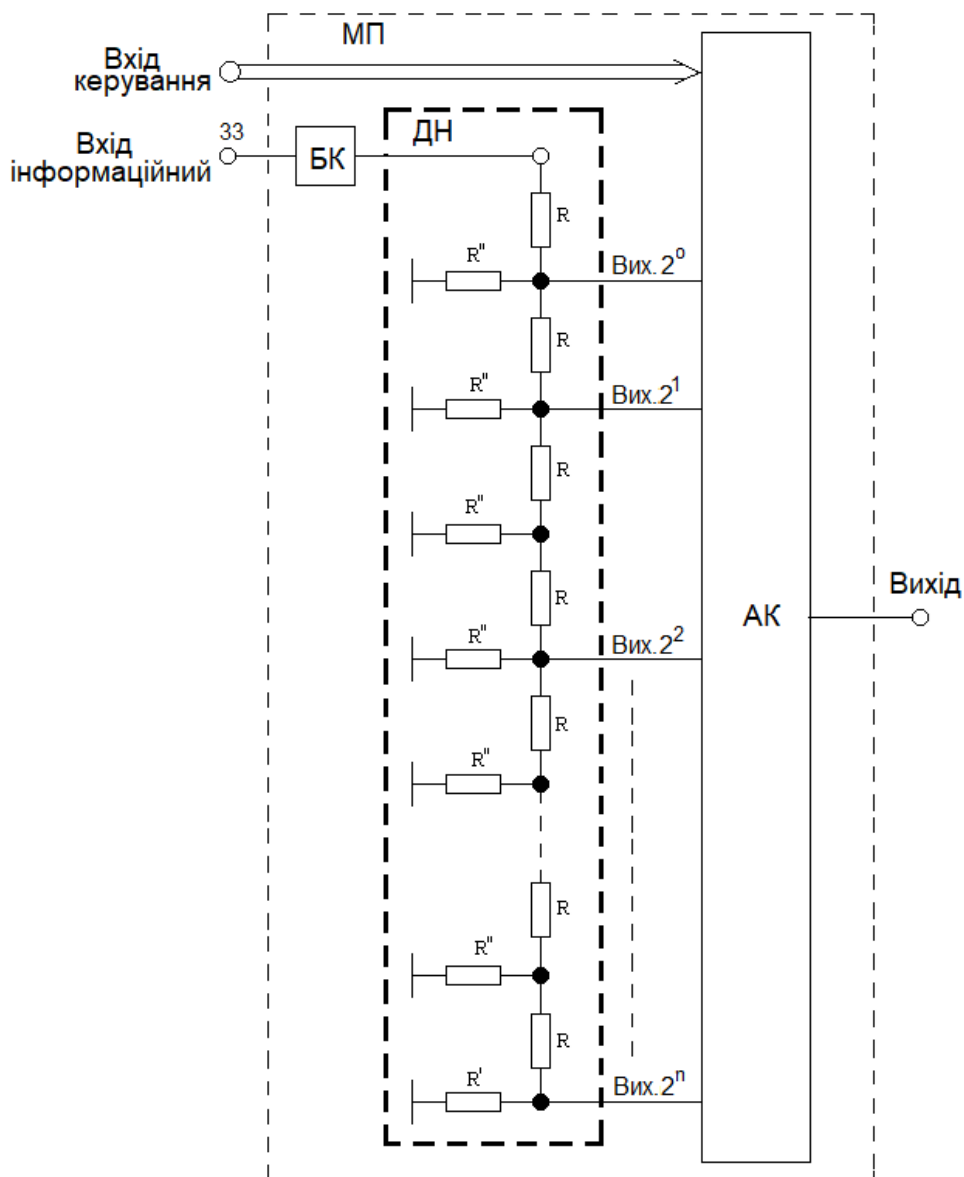 МП
Вхід
керування
33
Вхід
інформаційний
БК
ДН
R
R"
Вих.2⁰
R
R"
Вих.2¹
R
R"
R
R"
Вих.2²
АК
Вихід
R
R"
R
R"
R
R'
Вих.2ⁿ